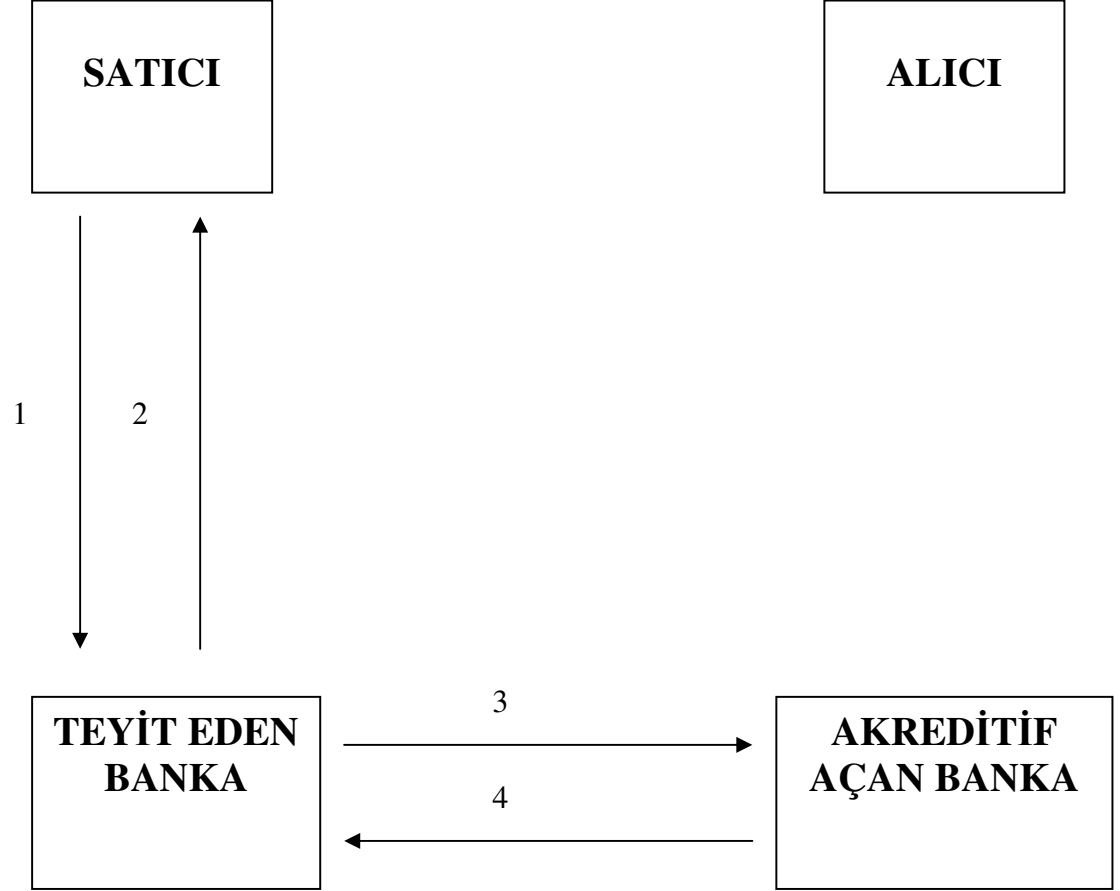 SATICI
ALICI
1
2
3
TEYİT EDEN
BANKA
AKREDİTİF
AÇAN BANKA
4